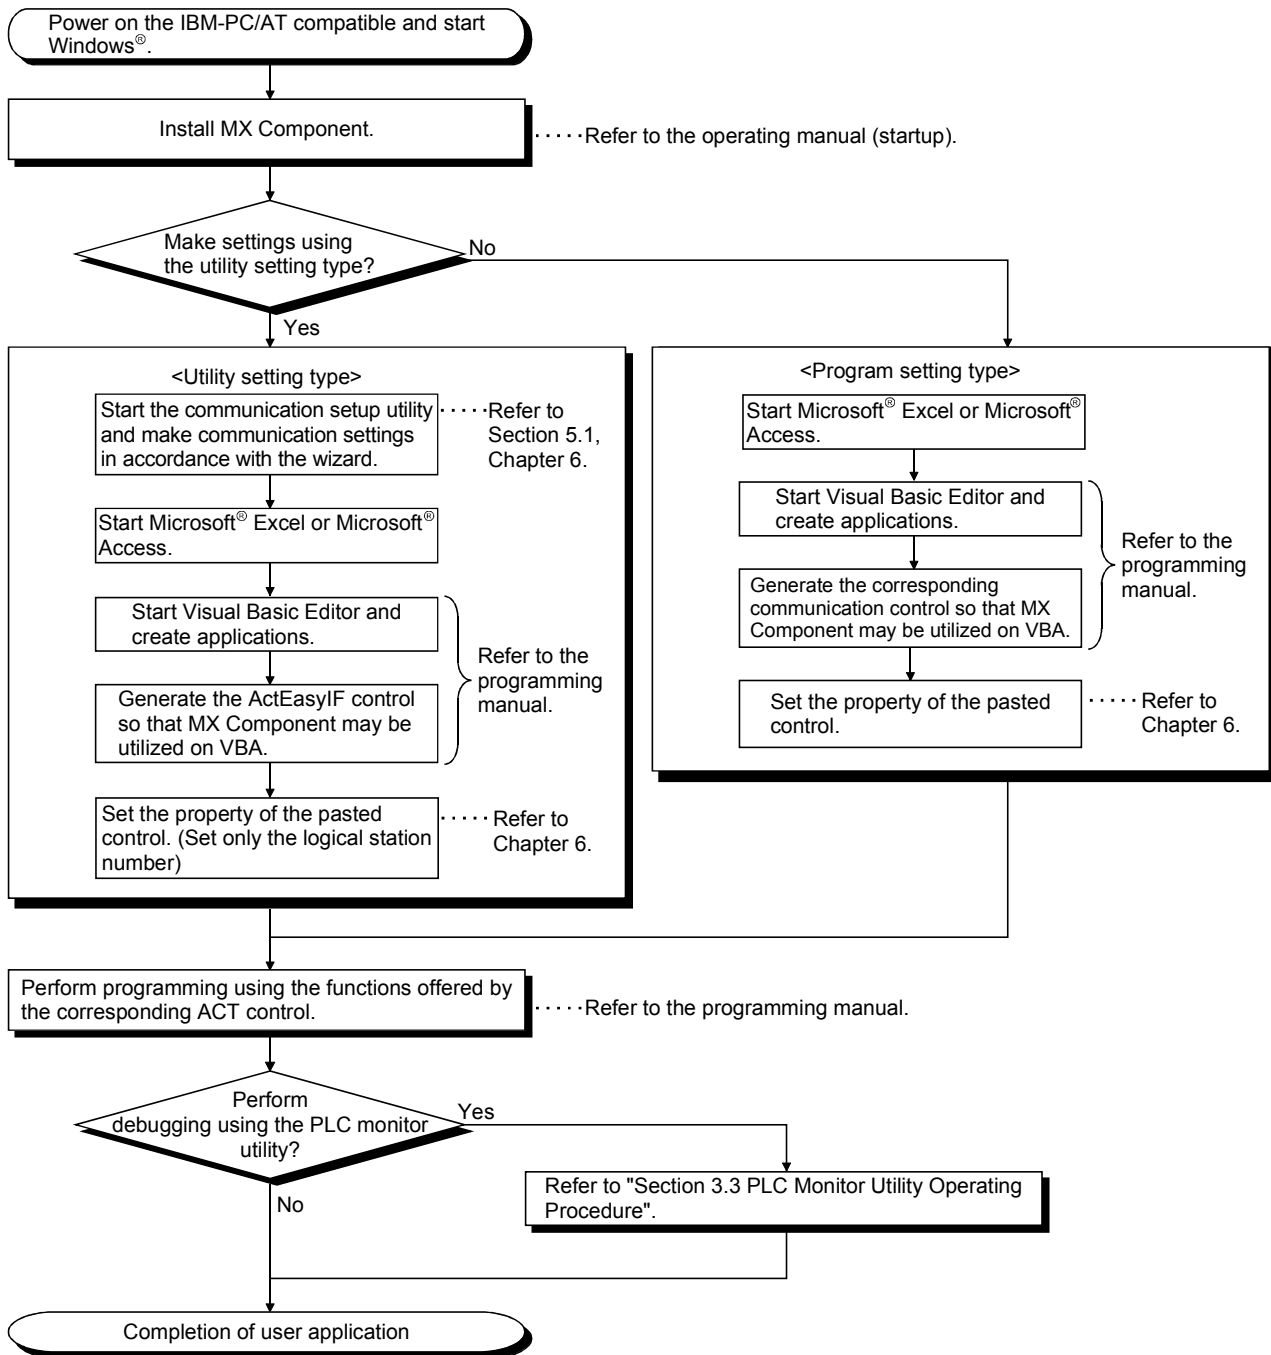 Power on the IBM-PC/AT compatible and start
Windows®.
Install MX Component.
·····Refer to the operating manual (startup).
Make settings using
the utility setting type?
No
Yes
<Utility setting type>
Start the communication setup utility
and make communication settings
in accordance with the wizard.
·····Refer to
Section 5.1,
Chapter 6.
Start Microsoft® Excel or Microsoft®
Access.
Start Visual Basic Editor and
create applications.
Generate the ActEasyIF control
so that MX Component may be
utilized on VBA.
Refer to the
programming
manual.
Set the property of the pasted
control. (Set only the logical station
number)
·····Refer to
Chapter 6.
<Program setting type>
Start Microsoft® Excel or Microsoft®
Access.
Start Visual Basic Editor and
create applications.
Generate the corresponding
communication control so that MX
Component may be utilized on VBA.
Refer to the
programming
manual.
Set the property of the pasted
control.
·····Refer to
Chapter 6.
Perform programming using the functions offered by
the corresponding ACT control.
·····Refer to the programming manual.
Perform
debugging using the PLC monitor
utility?
Yes
No
Refer to "Section 3.3 PLC Monitor Utility Operating
Procedure".
Completion of user application